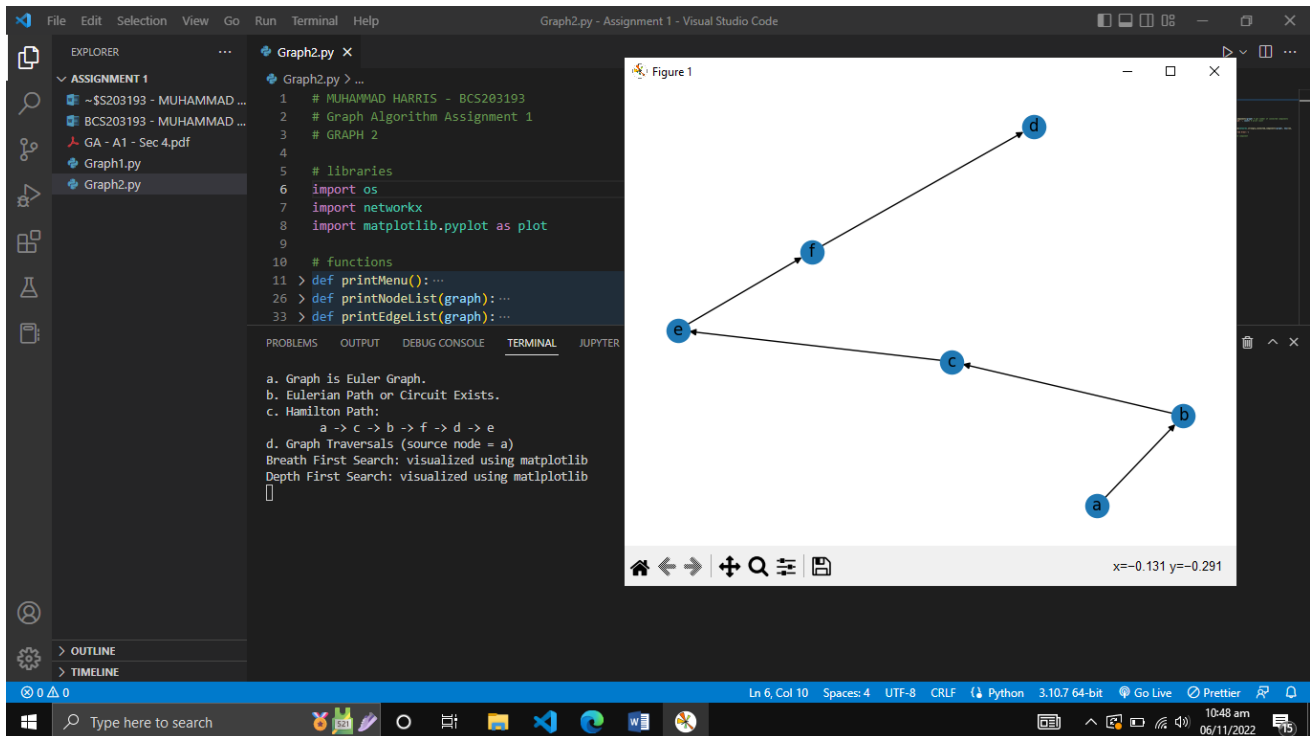 File Edit Selection View Go Run Terminal Help
Graph2.py - Assignment 1 - Visual Studio Code
EXPLORER
ASSIGNMENT 1
~$S203193 - MUHAMMAD ...
BCS203193 - MUHAMMAD ...
GA - A1 - Sec 4.pdf
Graph1.py
Graph2.py
OUTLINE
TIMELINE
Graph2.py
Graph2.py > ...
1 # MUHAMMAD HARRIS - BCS203193
2 # Graph Algorithm Assignment 1
3 # GRAPH 2
4
5 # libraries
6 import os
7 import networkx
8 import matplotlib.pyplot as plot
9
10 # functions
11 > def printMenu(): ...
26 > def printNodeList(graph): ...
33 > def printEdgeList(graph): ...
PROBLEMS OUTPUT DEBUG CONSOLE TERMINAL JUPYTER
a. Graph is Euler Graph.
b. Eulerian Path or Circuit Exists.
c. Hamilton Path:
a -> c -> b -> f -> d -> e
d. Graph Traversals (source node = a)
Breath First Search: visualized using matplotlib
Depth First Search: visualized using matlplotlib
Figure 1
d
f
e
c
b
a
x=−0.131 y=−0.291
0 0
Ln 6, Col 10 Spaces: 4 UTF-8 CRLF Python 3.10.7 64-bit Go Live Prettier
Type here to search
10:48 am
06/11/2022
15